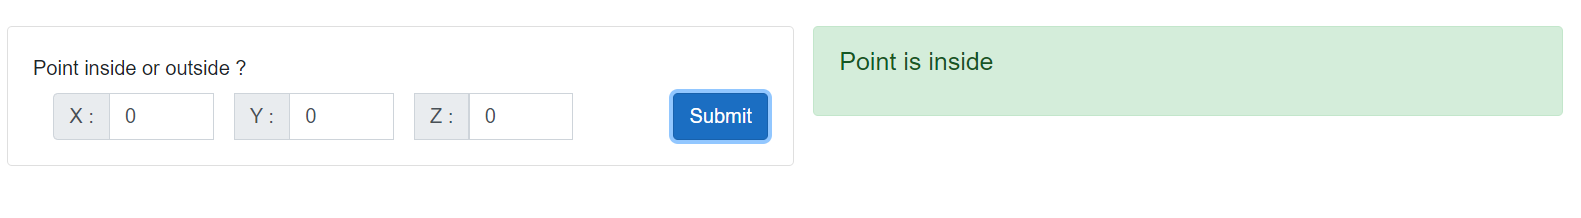 Point inside or outside ?
X : 0 Y : 0 Z : 0 Submit
Point is inside